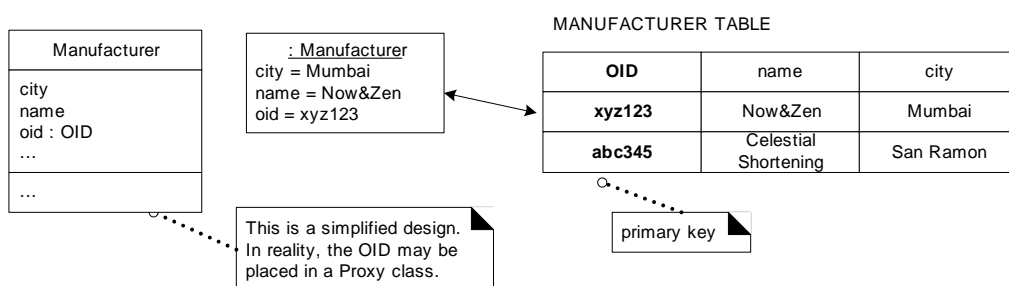 MANUFACTURER TABLE
Manufacturer
city
name
oid : OID
...
...
: Manufacturer
city = Mumbai
name = Now&Zen
oid = xyz123
OID name city
xyz123 Now&Zen Mumbai
abc345 Celestial Shortening San Ramon
This is a simplified design.
In reality, the OID may be
placed in a Proxy class.
primary key